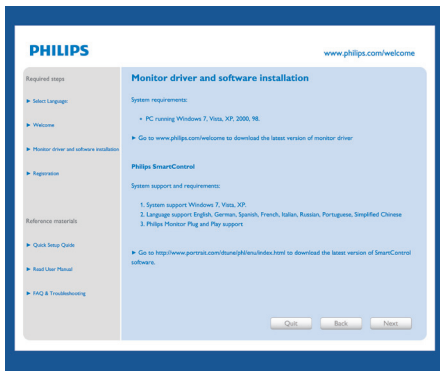 PHILIPS
www.philips.com/welcome
Required steps
► Select Language
► Welcome
► Monitor driver and software installation
► Registration
Reference materials
► Quick Setup Guide
► Read User Manual
► FAQ & Troubleshooting
Monitor driver and software installation
System requirements:
• PC running Windows 7, Vista, XP, 2000, 98.
► Go to www.philips.com/welcome to download the latest version of monitor driver
Philips SmartControl
System support and requirements:
1. System support Windows 7, Vista, XP.
2. Language support English, German, Spanish, French, Italian, Russian, Portuguese, Simplified Chinese
3. Philips Monitor Plug and Play support
► Go to http://www.portrait.com/dtune/phl/enu/index.html to download the latest version of SmartControl
software.
Quit
Back
Next